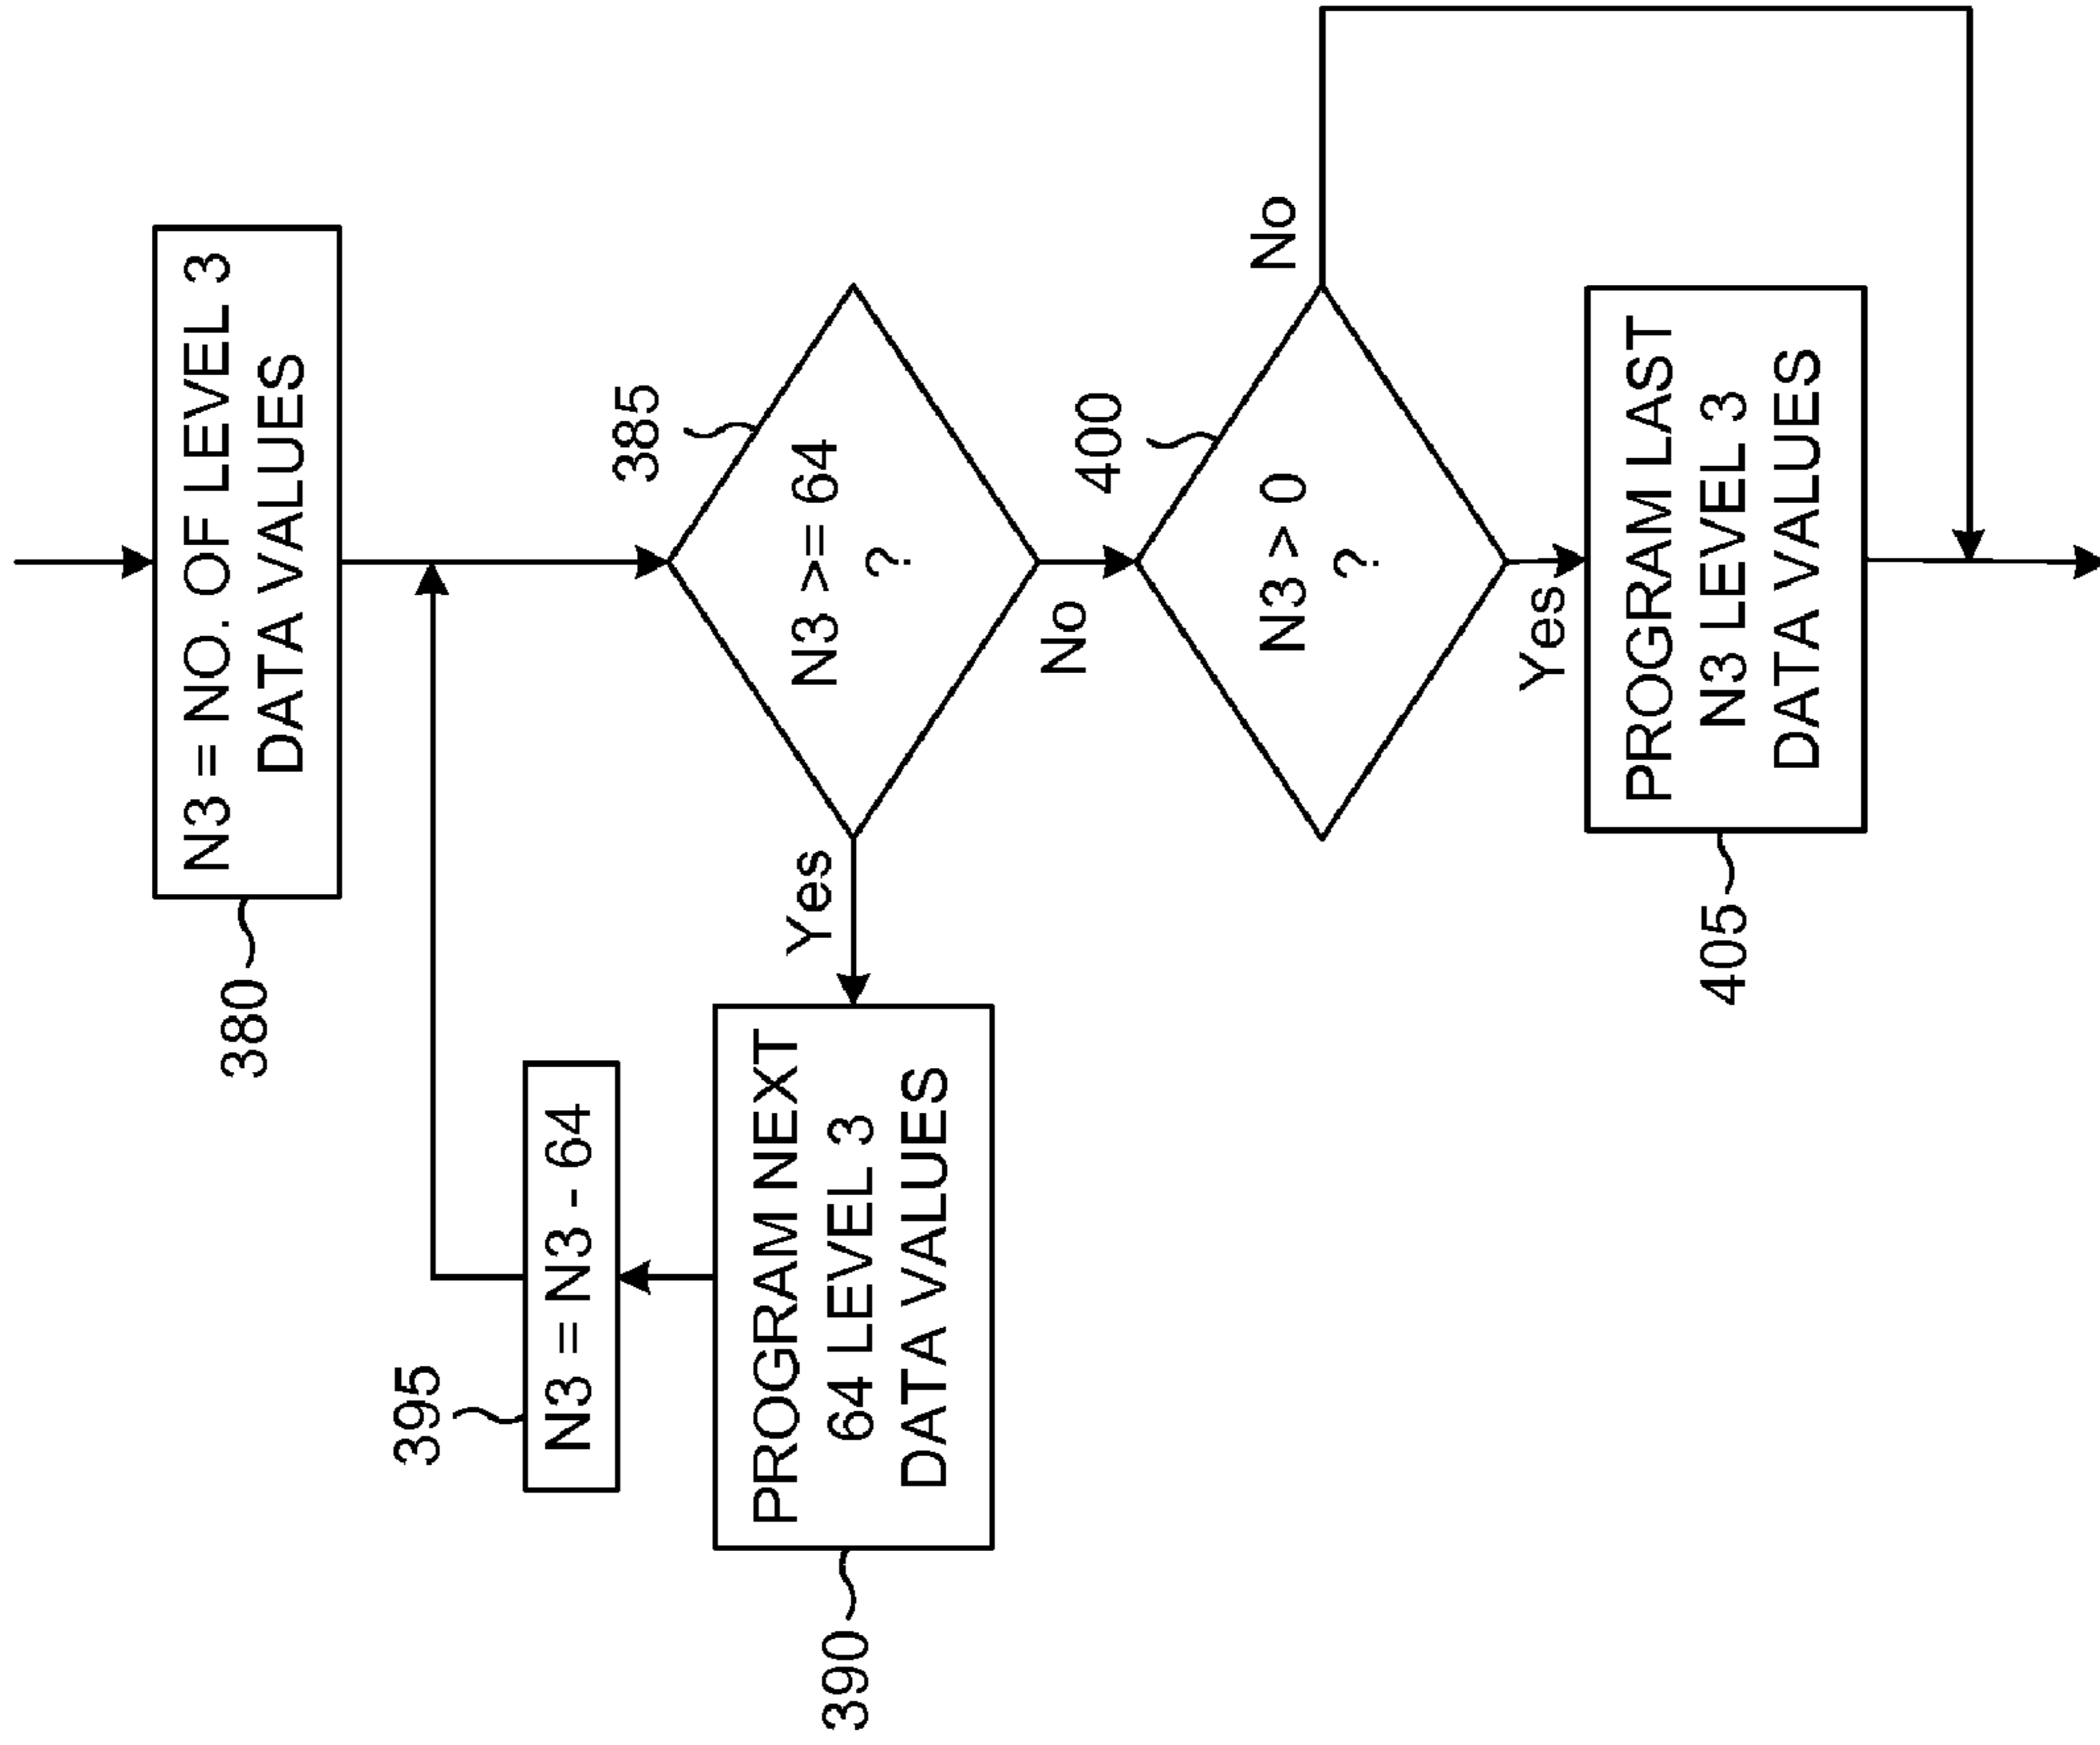 N3 = NO. OF LEVEL 3
DATA VALUES
380
395
N3 = N3 - 64
385
N3 >= 64
?
Yes
No
PROGRAM NEXT
64 LEVEL 3
DATA VALUES
390
400
N3 > 0
?
No
Yes
PROGRAM LAST
N3 LEVEL 3
DATA VALUES
405